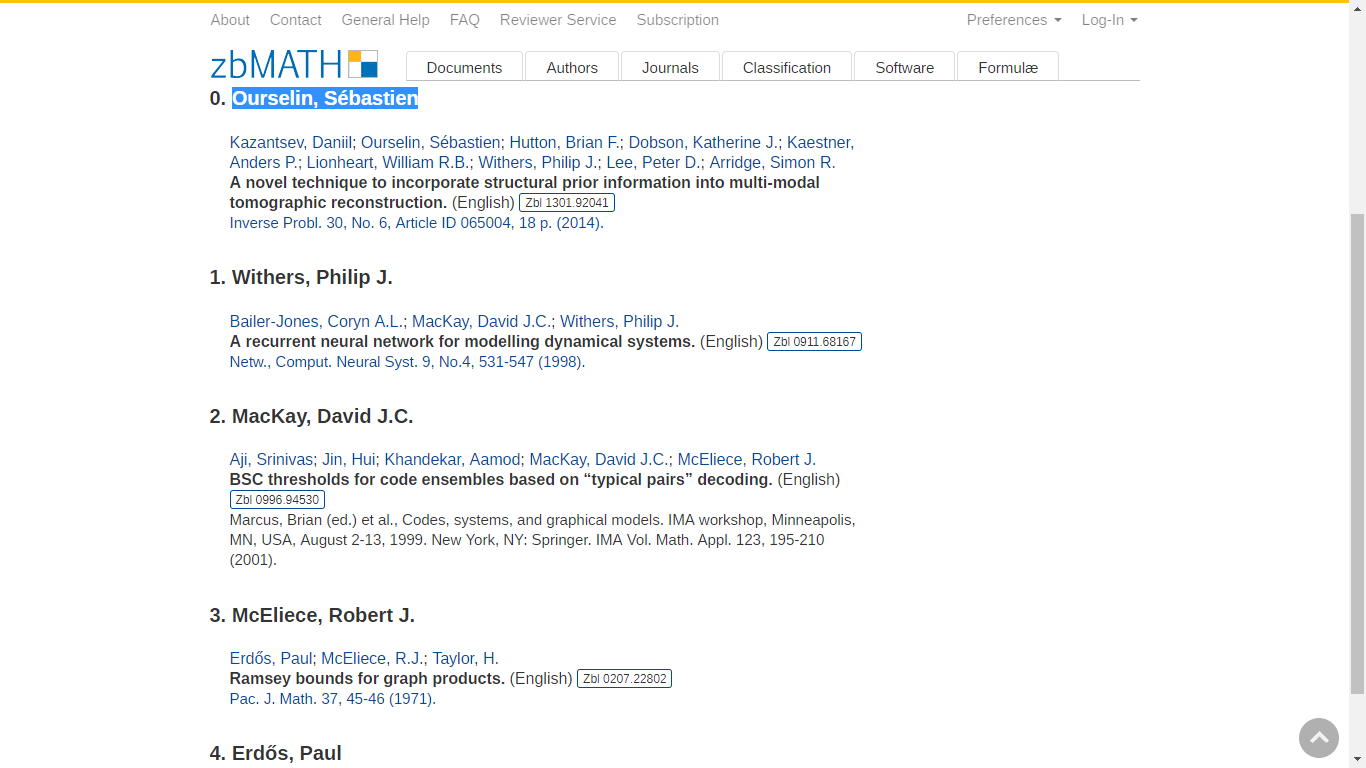 About Contact General Help FAQ Reviewer Service Subscription Preferences Log-In
zbMATH Documents Authors Journals Classification Software Formulæ
0. Ourselin, Sébastien
Kazantsev, Daniil; Ourselin, Sébastien; Hutton, Brian F.; Dobson, Katherine J.; Kaestner,
Anders P.; Lionheart, William R.B.; Withers, Philip J.; Lee, Peter D.; Arridge, Simon R.
A novel technique to incorporate structural prior information into multi-modal
tomographic reconstruction. (English) Zbl 1301.92041
Inverse Probl. 30, No. 6, Article ID 065004, 18 p. (2014).
1. Withers, Philip J.
Bailer-Jones, Coryn A.L.; MacKay, David J.C.; Withers, Philip J.
A recurrent neural network for modelling dynamical systems. (English) Zbl 0911.68167
Netw., Comput. Neural Syst. 9, No.4, 531-547 (1998).
2. MacKay, David J.C.
Aji, Srinivas; Jin, Hui; Khandekar, Aamod; MacKay, David J.C.; McEliece, Robert J.
BSC thresholds for code ensembles based on “typical pairs” decoding. (English)
Zbl 0996.94530
Marcus, Brian (ed.) et al., Codes, systems, and graphical models. IMA workshop, Minneapolis,
MN, USA, August 2-13, 1999. New York, NY: Springer. IMA Vol. Math. Appl. 123, 195-210
(2001).
3. McEliece, Robert J.
Erdős, Paul; McEliece, R.J.; Taylor, H.
Ramsey bounds for graph products. (English) Zbl 0207.22802
Pac. J. Math. 37, 45-46 (1971).
4. Erdős, Paul